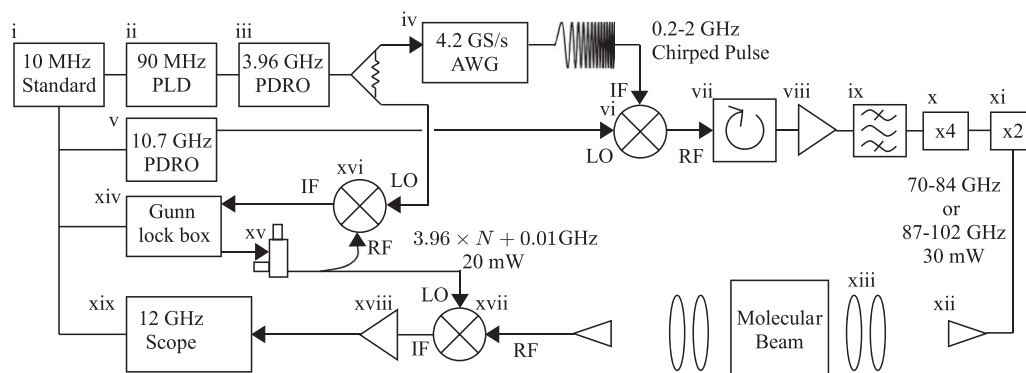 i
10 MHz
Standard
ii
90 MHz
PLD
iii
3.96 GHz
PDRO
iv
4.2 GS/s
AWG
0.2-2 GHz
Chirped Pulse
v
10.7 GHz
PDRO
IF
vi
LO
RF
vii
viii
ix
x
x4
xi
x2
70-84 GHz
or
87-102 GHz
30 mW
xiv
Gunn
lock box
IF
xvi
LO
RF
xv
3.96 × N + 0.01 GHz
20 mW
xix
12 GHz
Scope
xviii
IF
LO
xvii
RF
Molecular
Beam
xiii
xii